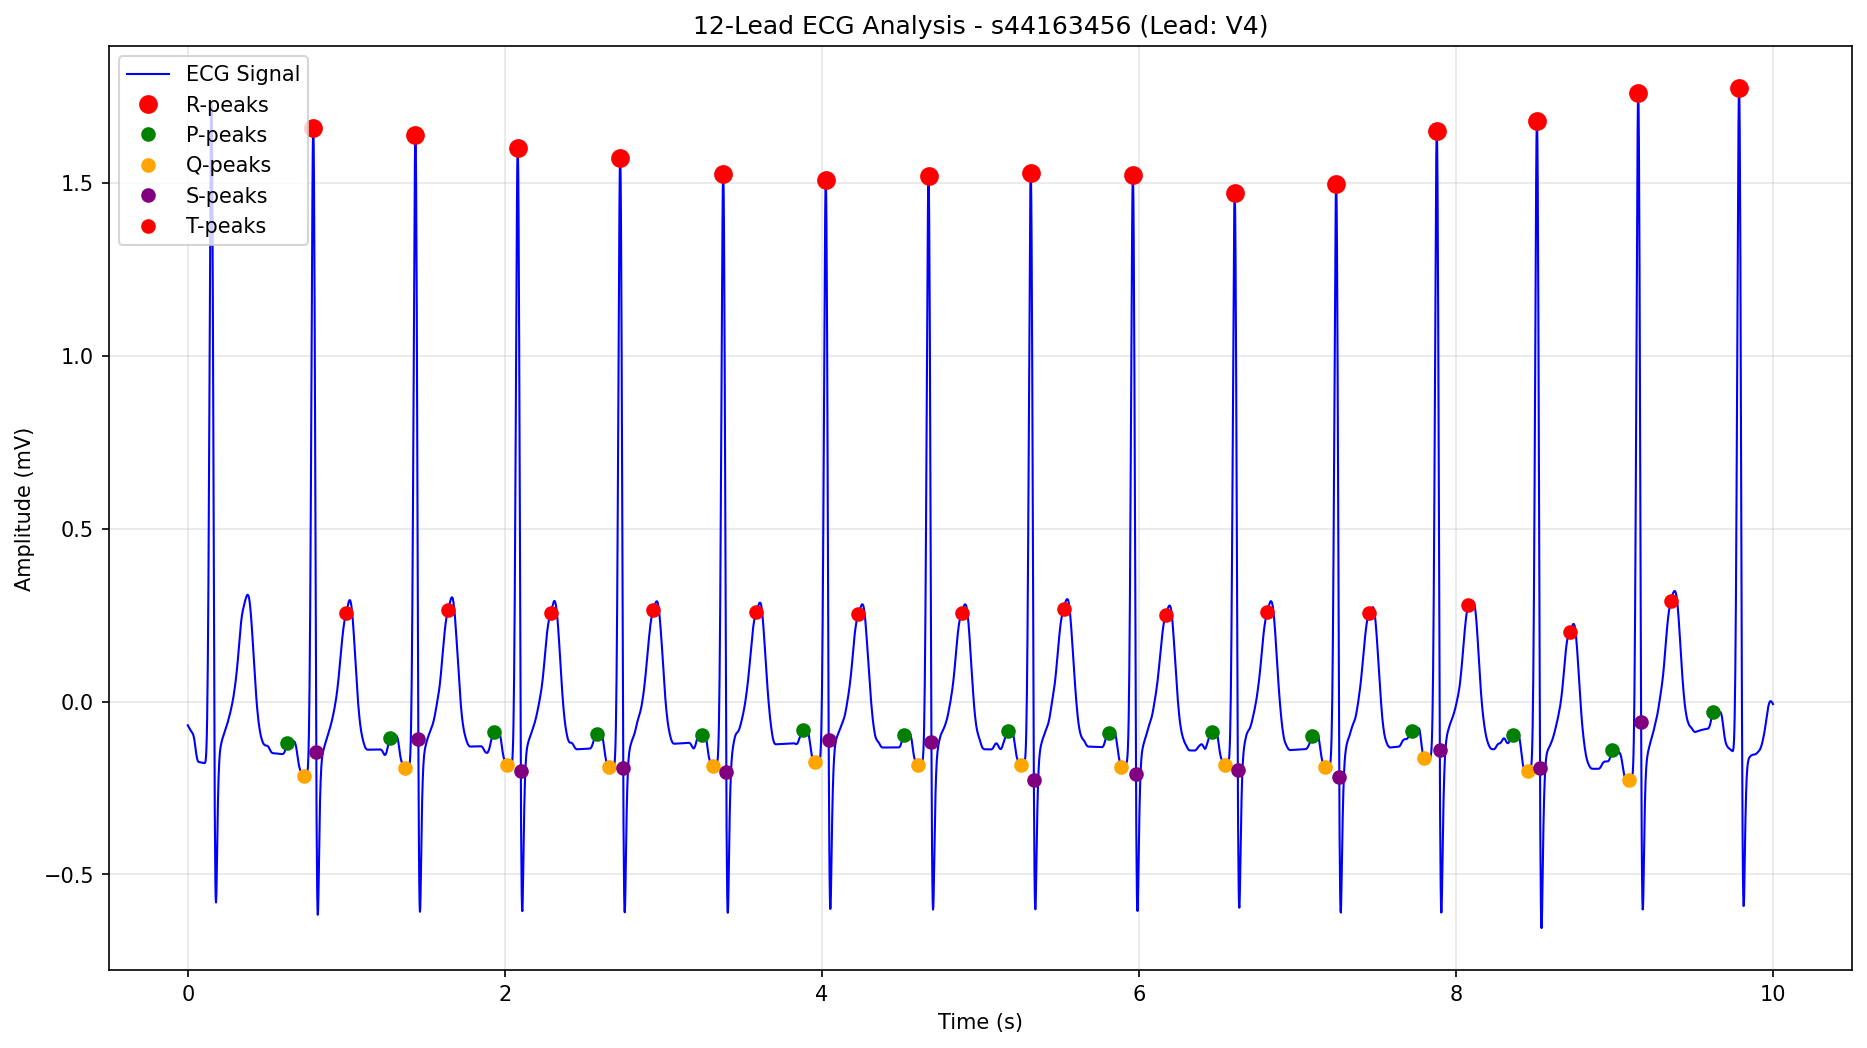 12-Lead ECG Analysis - s44163456 (Lead: V4)
ECG Signal
R-peaks
P-peaks
Q-peaks
S-peaks
T-peaks
1.5
1.0
0.5
0.0
−0.5
Amplitude (mV)
0 2 4 6 8 10
Time (s)